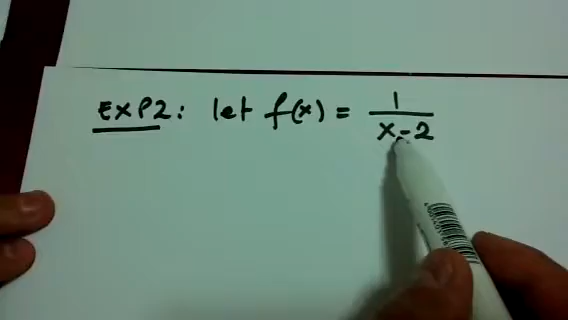 EXP2: let f(x) = 1/(x-2)